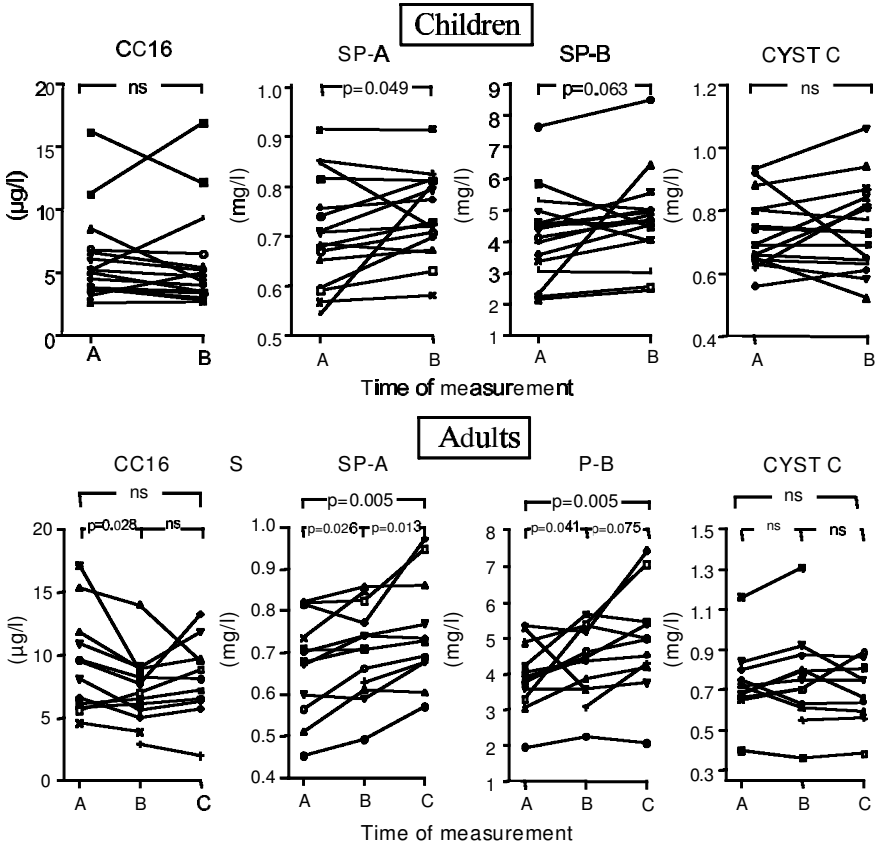 Children
CC16 SP-A SP-B CYST C
ns p=0.049 p=0.063 ns
20 15 10 5 0
(µg/l)
A B
1.0 0.9 0.8 0.7 0.6 0.5
(mg/l)
A B
9 8 7 6 5 4 3 2 1
(mg/l)
A B
1.2 1.0 0.8 0.6 0.4
(mg/l)
A B
Time of measurement
Adults
CC16 S SP-A P-B CYST C
ns p=0.005 p=0.005 ns
p=0.028 ns p=0.026 p=0.013 p=0.041 p=0.075 ns ns
20 15 10 5 0
(µg/l)
A B C
1.0 0.9 0.8 0.7 0.6 0.5 0.4
(mg/l)
A B C
8 7 6 5 4 3 2 1
(mg/l)
A B C
1.5 1.3 1.1 0.9 0.7 0.5 0.3
(mg/l)
A B C
Time of measurement